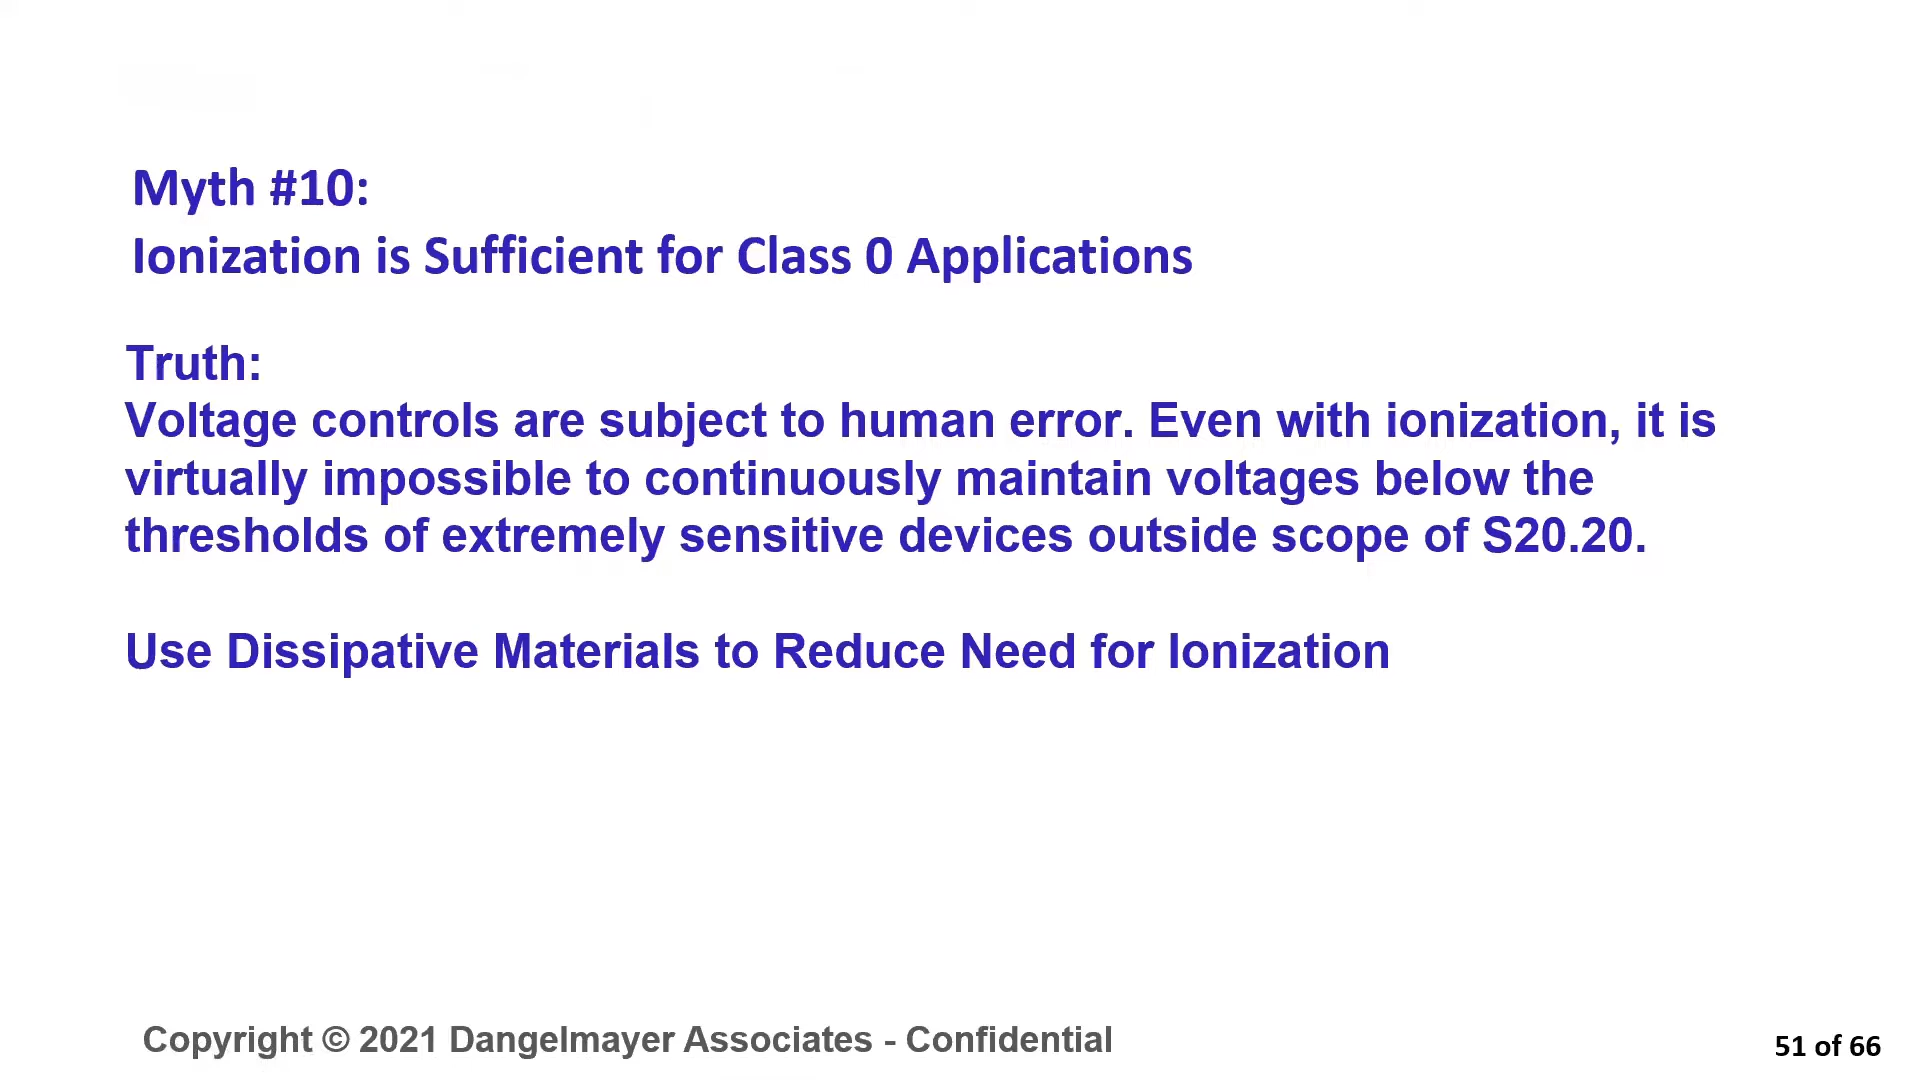 Myth #10:
Ionization is Sufficient for Class 0 Applications
Truth:
Voltage controls are subject to human error. Even with ionization, it is
virtually impossible to continuously maintain voltages below the
thresholds of extremely sensitive devices outside scope of S20.20.
Use Dissipative Materials to Reduce Need for Ionization
Copyright © 2021 Dangelmayer Associates - Confidential
51 of 66